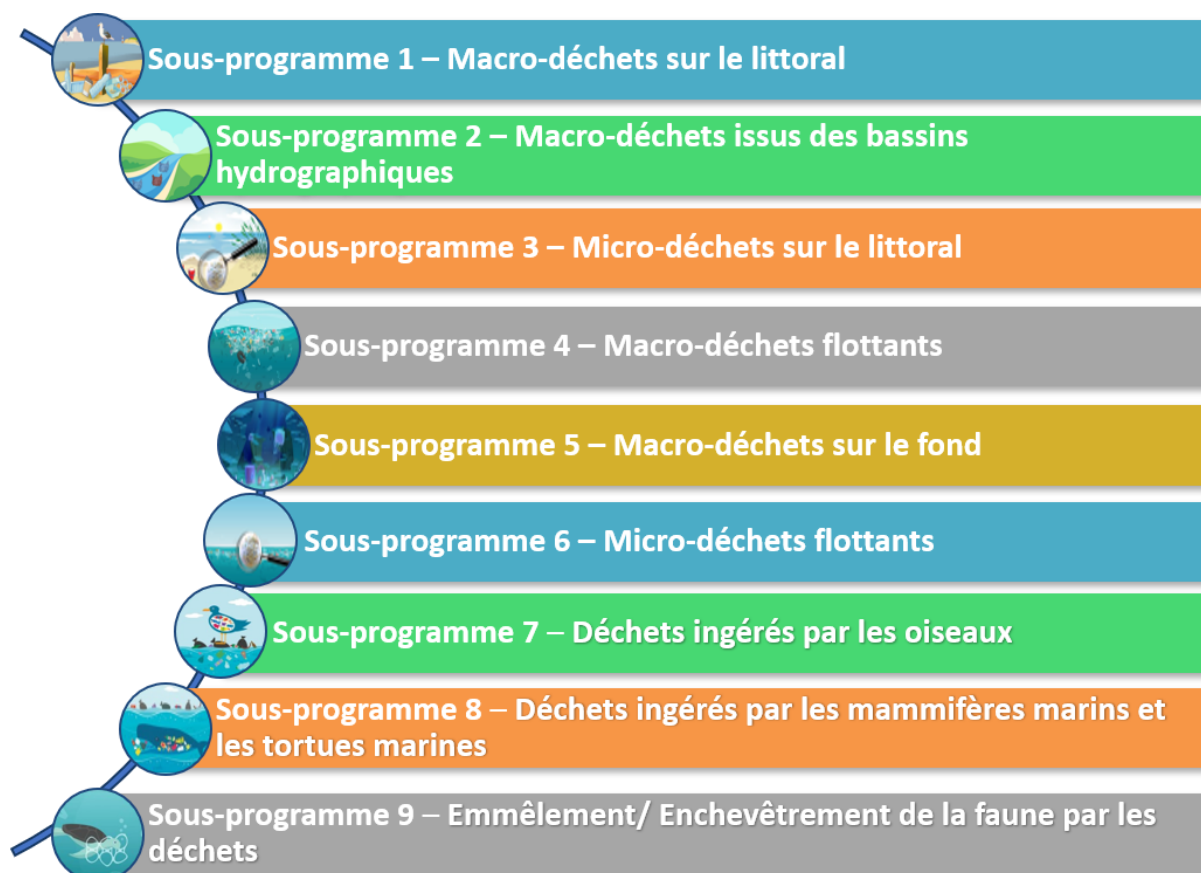 Sous-programme 1 – Macro-déchets sur le littoral
Sous-programme 2 – Macro-déchets issus des bassins
hydrographiques
Sous-programme 3 – Micro-déchets sur le littoral
Sous-programme 4 – Macro-déchets flottants
Sous-programme 5 – Macro-déchets sur le fond
Sous-programme 6 – Micro-déchets flottants
Sous-programme 7 – Déchets ingérés par les oiseaux
Sous-programme 8 – Déchets ingérés par les mammifères marins et
les tortues marines
Sous-programme 9 – Emmêlement/ Enchevêtrement de la faune par les
déchets